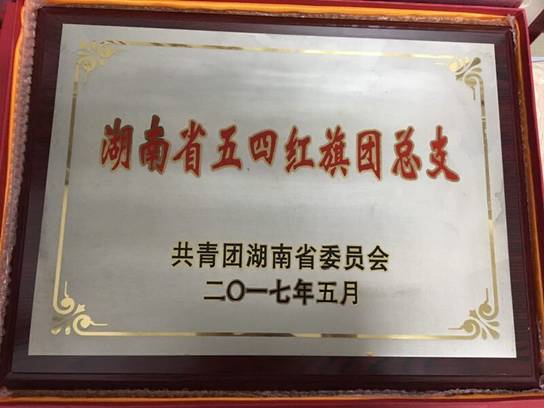 湖南省五四红旗团总支
共青团湖南省委员会
二〇一七年五月